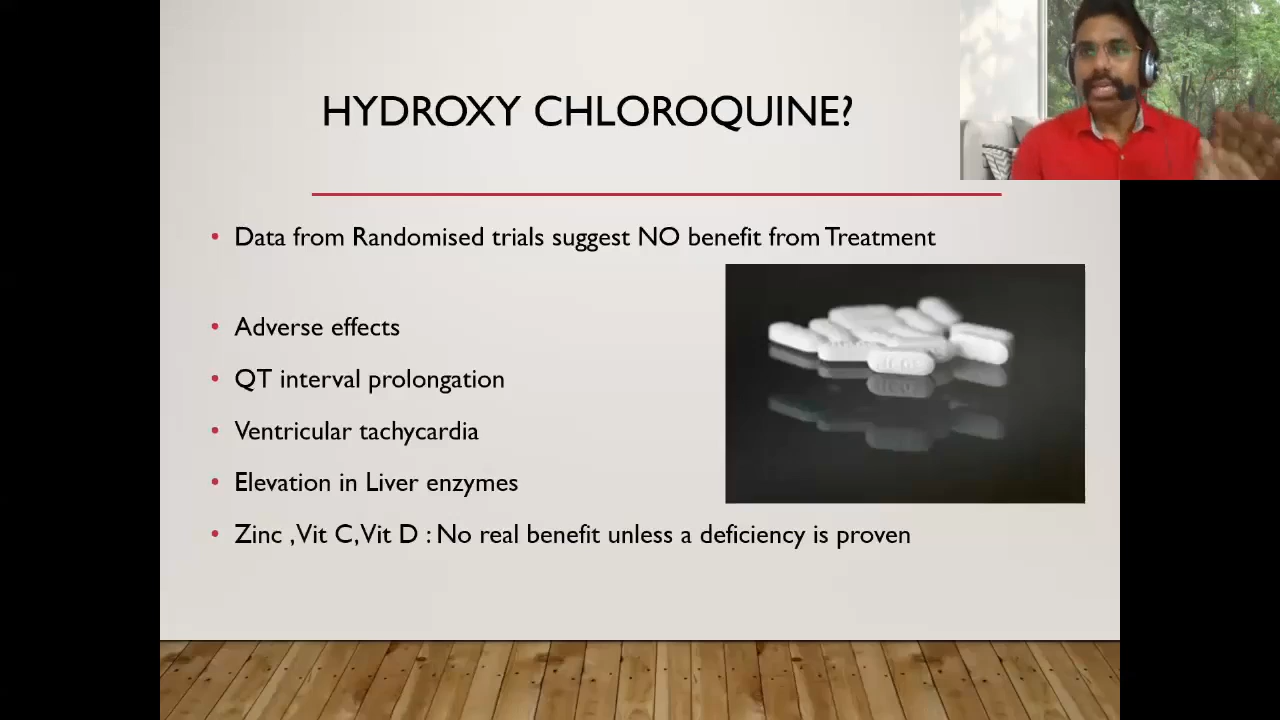 HYDROXY CHLOROQUINE?
• Data from Randomised trials suggest NO benefit from Treatment
• Adverse effects
• QT interval prolongation
• Ventricular tachycardia
• Elevation in Liver enzymes
• Zinc ,Vit C,Vit D : No real benefit unless a deficiency is proven